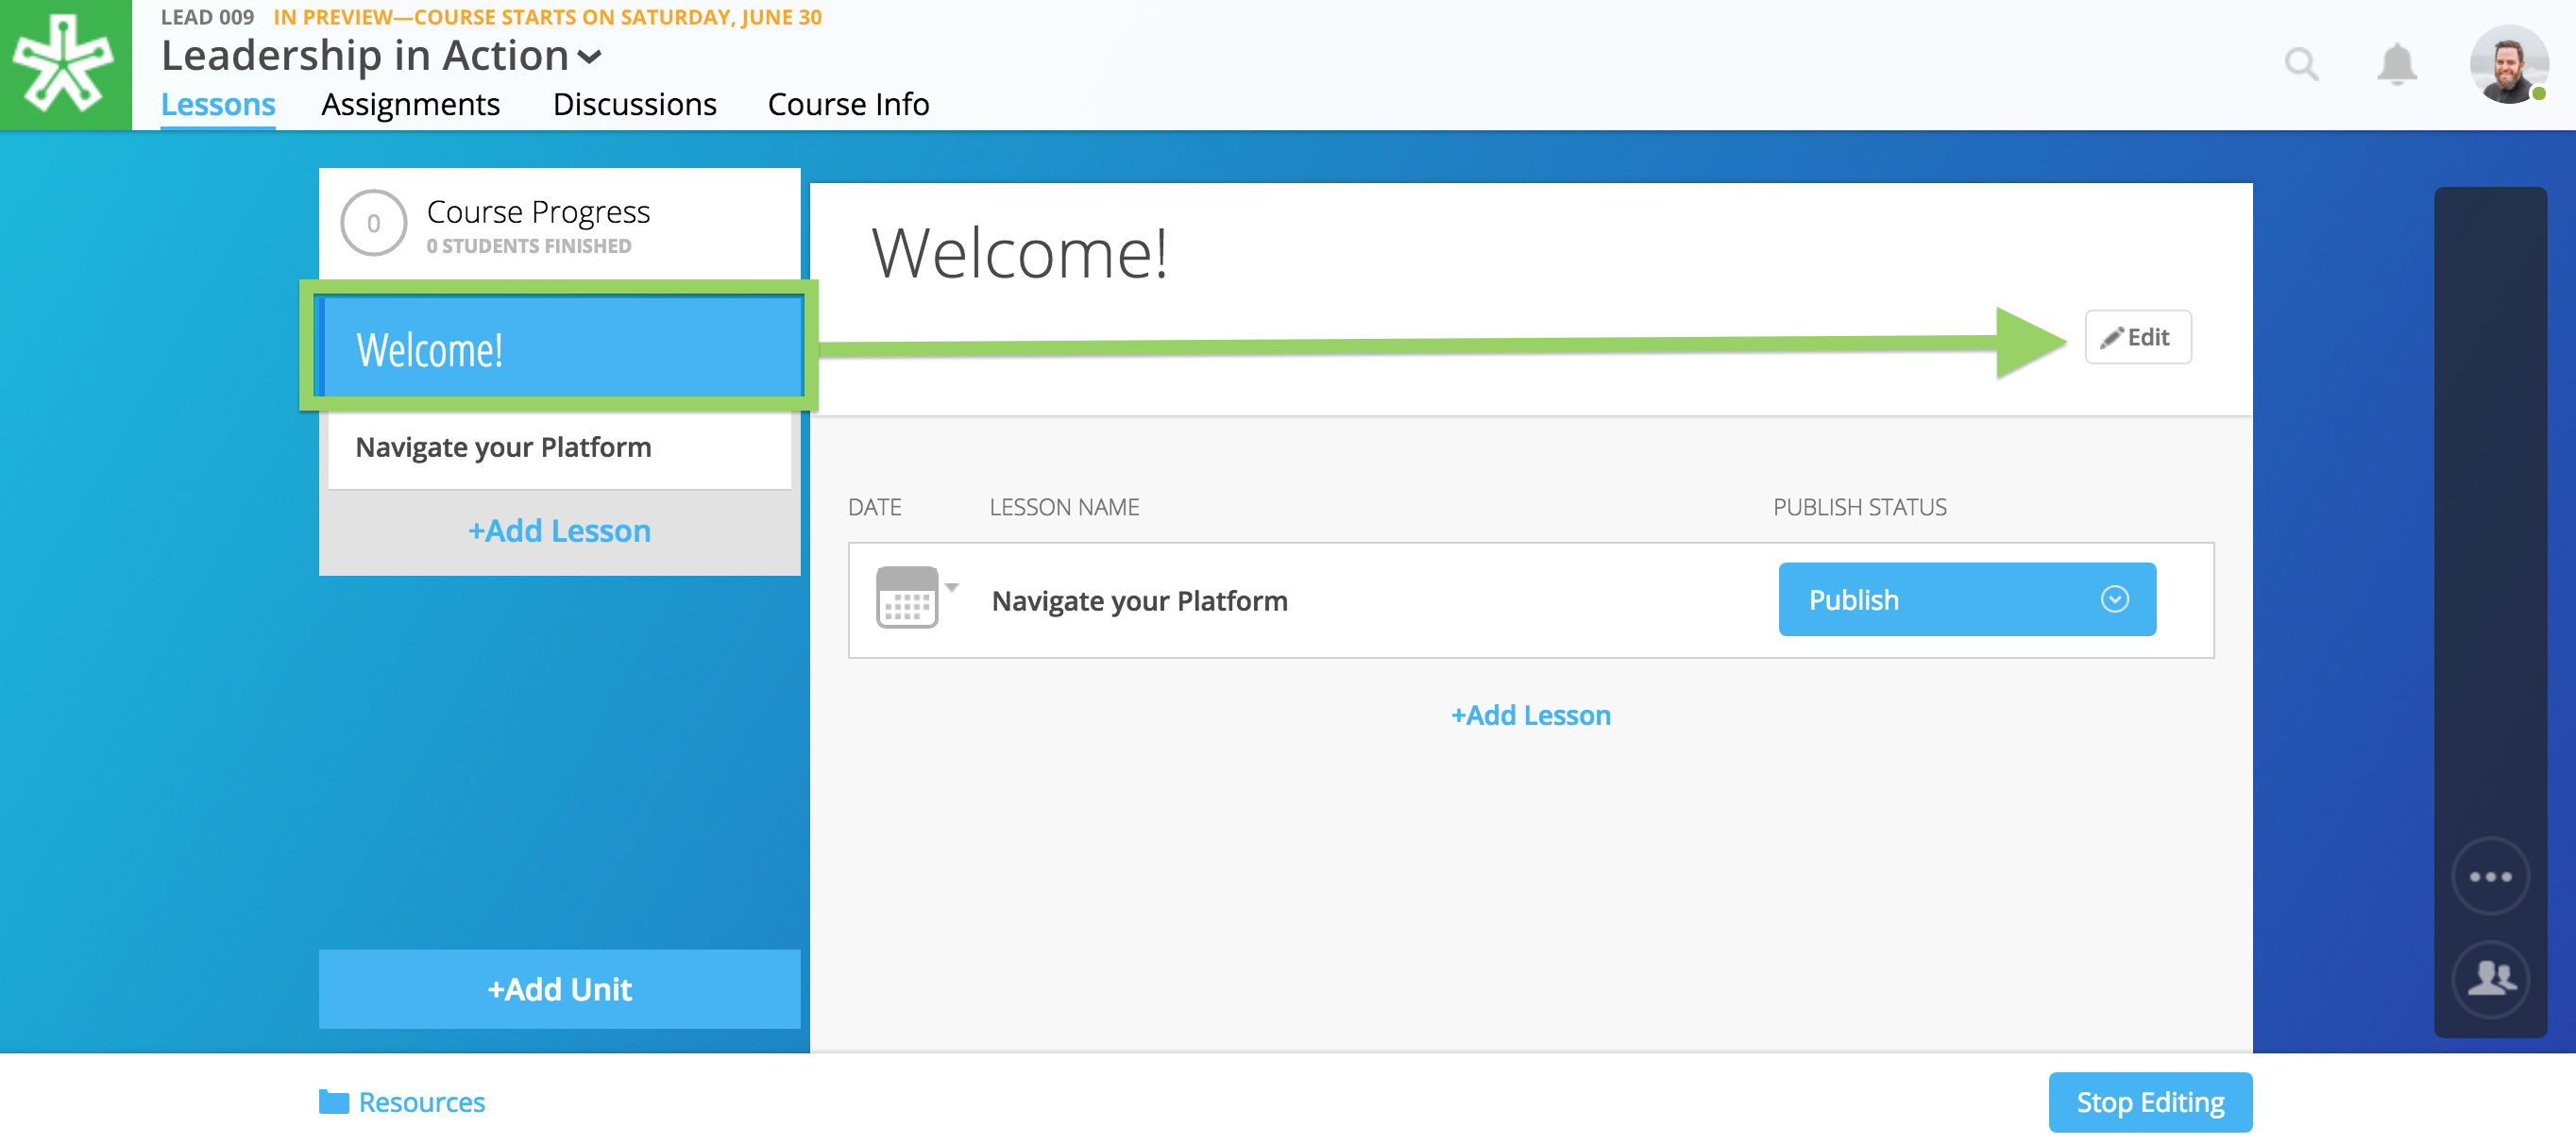 LEAD 009 IN PREVIEW—COURSE STARTS ON SATURDAY, JUNE 30
Leadership in Action
Lessons Assignments Discussions Course Info
0
Course Progress
0 STUDENTS FINISHED
Welcome!
Navigate your Platform
+Add Lesson
+Add Unit
Welcome!
Edit
DATE LESSON NAME PUBLISH STATUS
Navigate your Platform Publish
+Add Lesson
Resources
Stop Editing